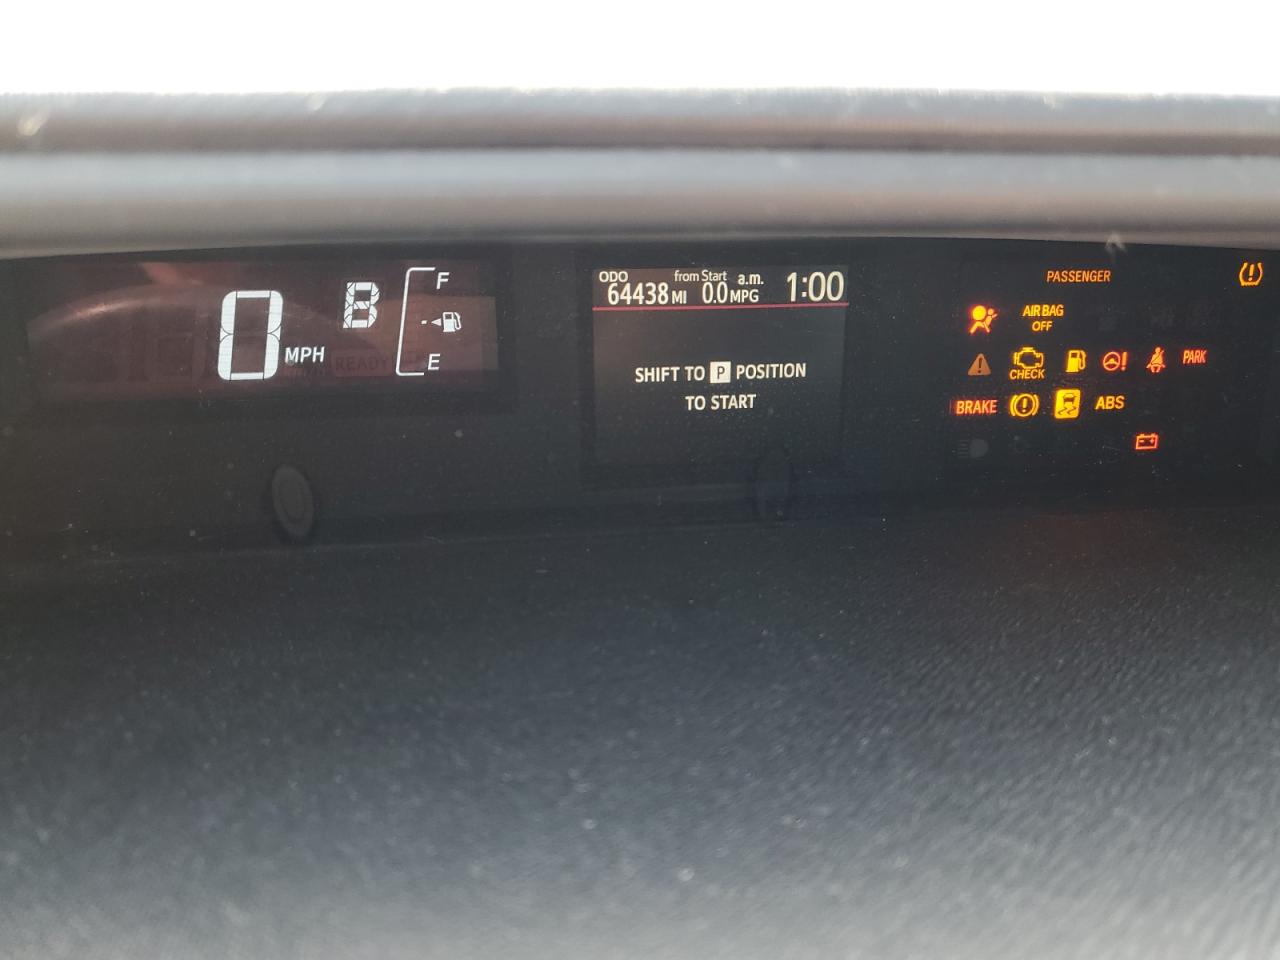 0 MPH
B
F
E
READY
ODO from Start a.m.
64438 MI 0.0 MPG 1:00
SHIFT TO P POSITION
TO START
PASSENGER
AIR BAG
OFF
CHECK
PARK
BRAKE
ABS